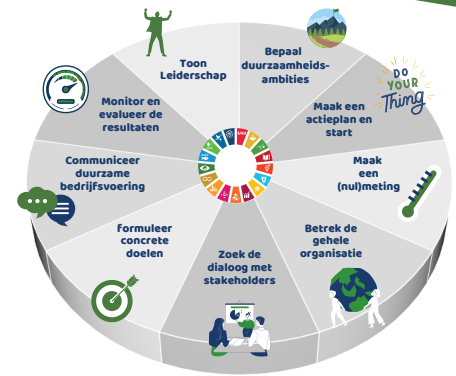 Toon
Leiderschap
Bepaal
duurzaamheids-
ambities
DO
YOUR
Thing
Maak een
actieplan en
start
Maak
een
(nul)meting
Betrek de
gehele
organisatie
Zoek de
dialoog met
stakeholders
formuleer
concrete
doelen
Communiceer
duurzame
bedrijfsvoering
Monitor en
evalueer de
resultaten